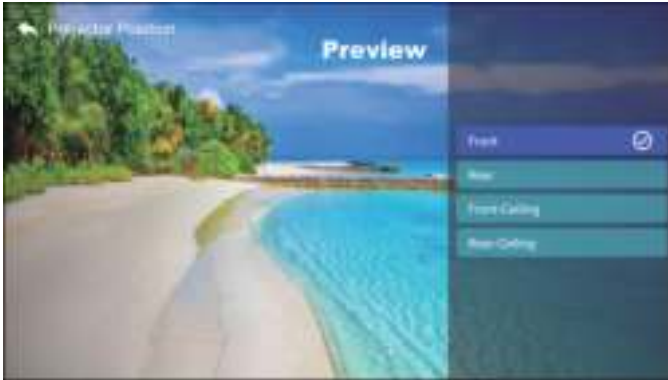 Projector Position
Preview
Front
Rear
Front Ceiling
Rear Ceiling